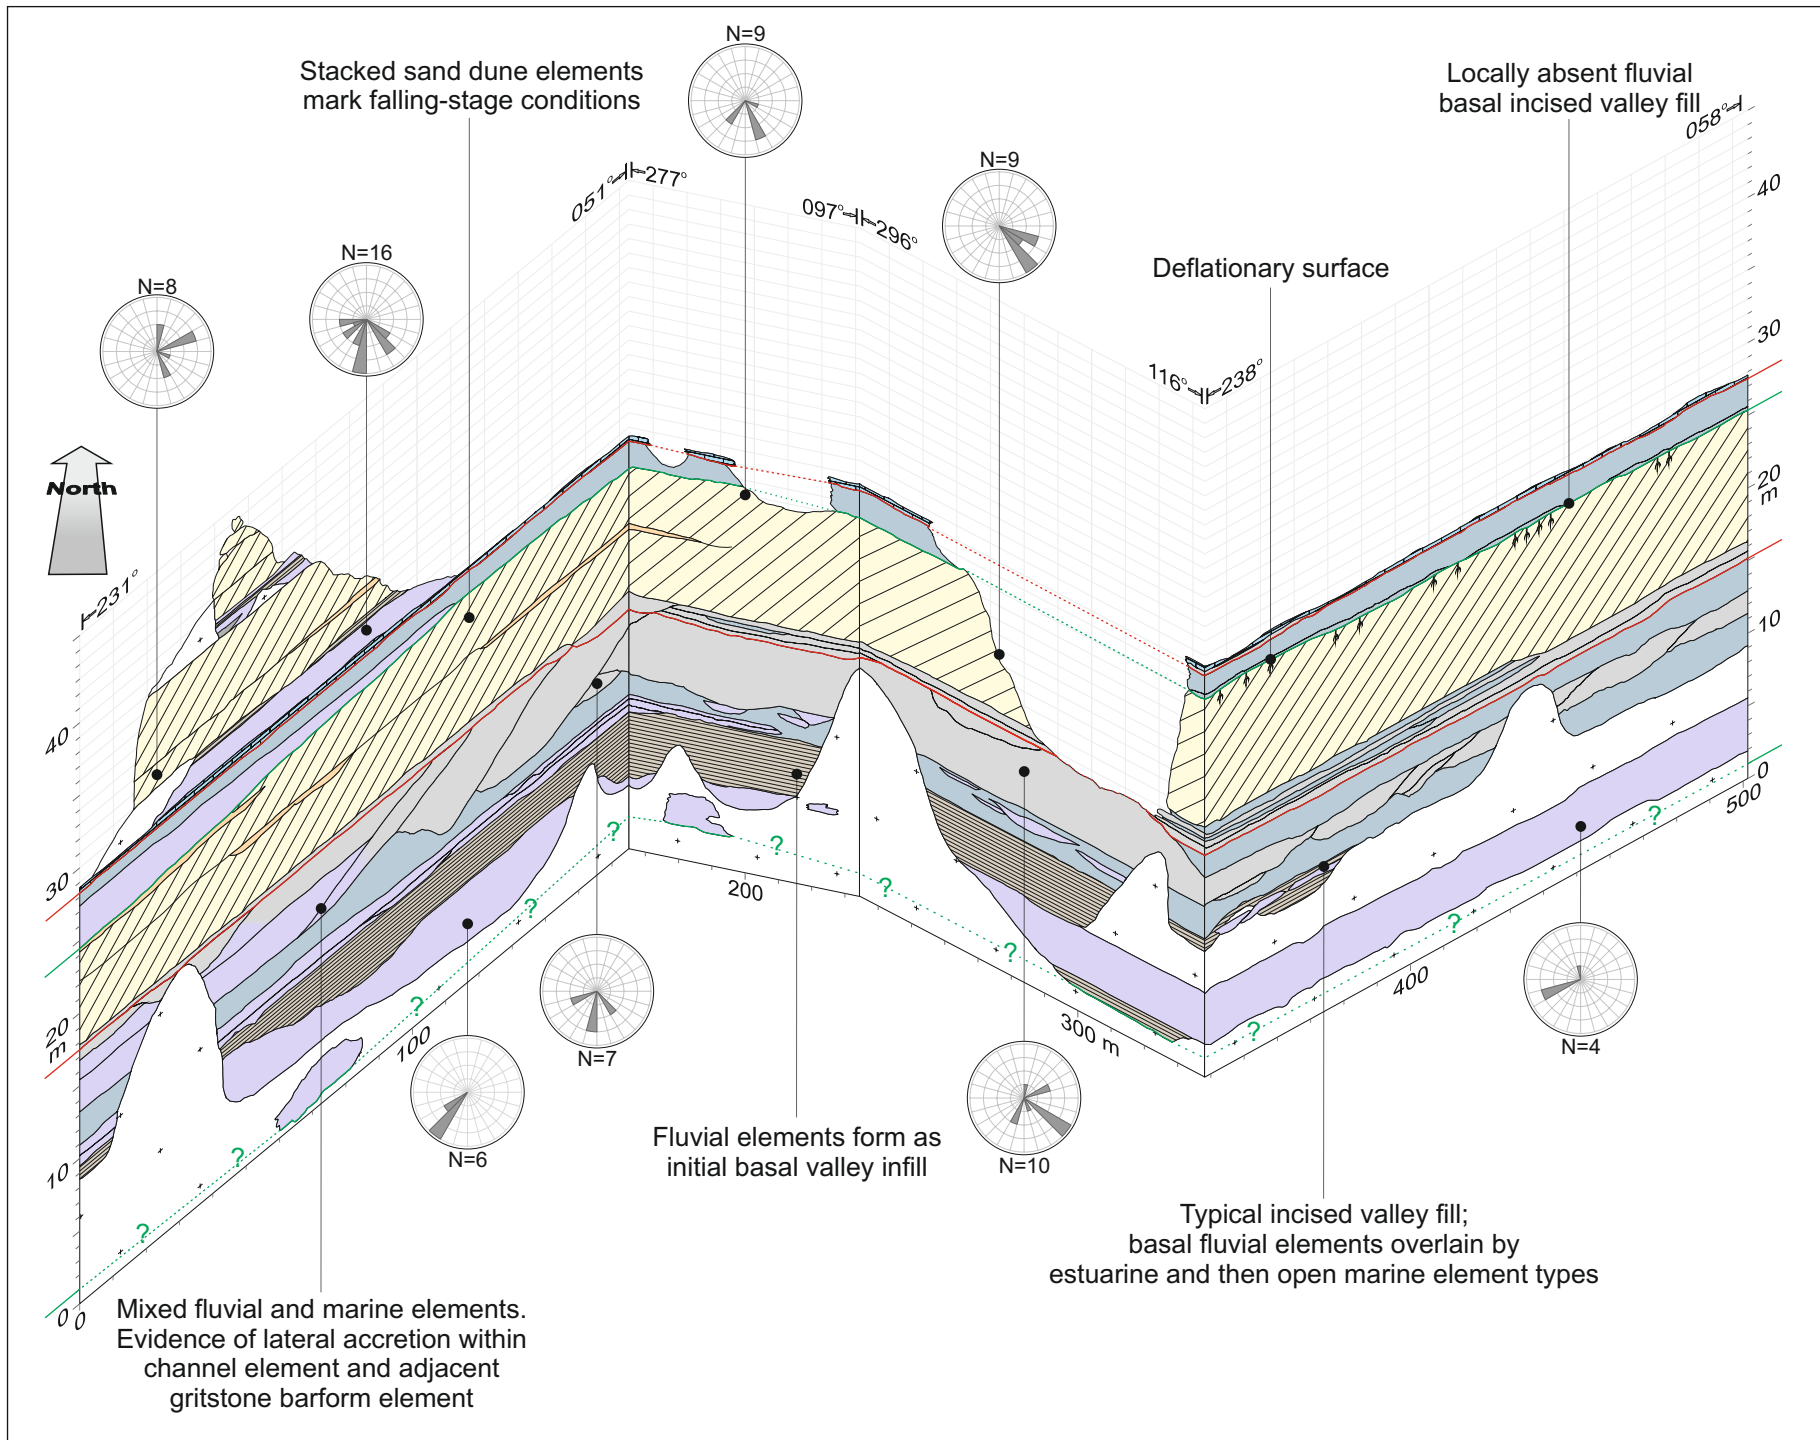 N=9
Stacked sand dune elements
mark falling-stage conditions
Locally absent fluvial
basal incised valley fill
058°
N=9
051°
277°
097°
296°
40
N=16
N=8
Deflationary surface
30
116°
238°
North
20
m
231°
10
40
0
500
30
?
200
?
?
?
?
?
400
20
m
?
100
?
300 m
?
N=7
N=4
10
?
N=6
Fluvial elements form as
initial basal valley infill
N=10
?
Typical incised valley fill;
basal fluvial elements overlain by
estuarine and then open marine element types
0
0
Mixed fluvial and marine elements.
Evidence of lateral accretion within
channel element and adjacent
gritstone barform element